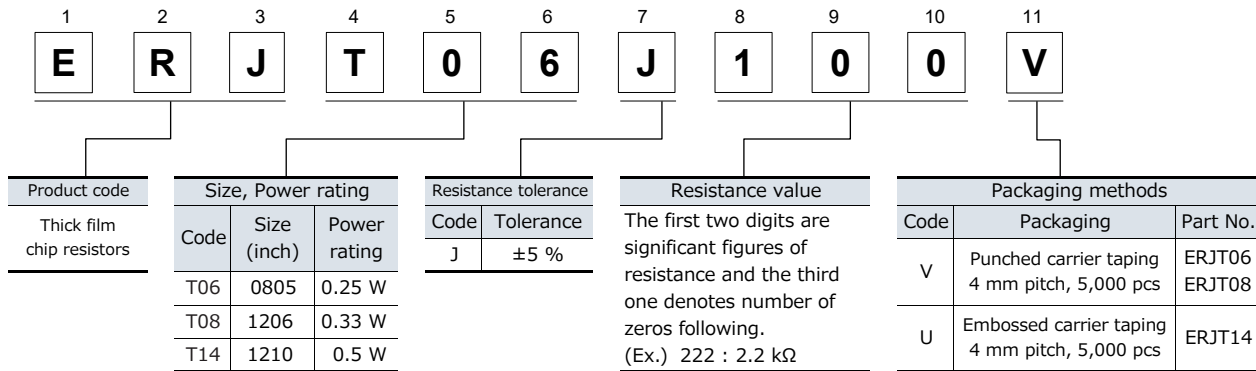 1 2 3 4 5 6 7 8 9 10 11
E R J T 0 6 J 1 0 0 V
Product code
Thick film
chip resistors
Size, Power rating
Code Size (inch) Power rating
T06 0805 0.25 W
T08 1206 0.33 W
T14 1210 0.5 W
Resistance tolerance
Code Tolerance
J ±5 %
Resistance value
The first two digits are
significant figures of
resistance and the third
one denotes number of
zeros following.
(Ex.) 222 : 2.2 kΩ
Packaging methods
Code Packaging Part No.
V Punched carrier taping ERJT06
4 mm pitch, 5,000 pcs ERJT08
U Embossed carrier taping ERJT14
4 mm pitch, 5,000 pcs